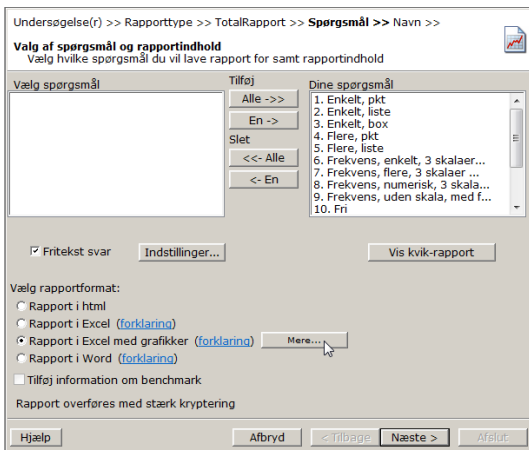 Undersøgelse(r) >> Rapporttype >> TotalRapport >> Spørgsmål >> Navn >>
Valg af spørgsmål og rapportindhold
Vælg hvilke spørgsmål du vil lave rapport for samt rapportindhold
Vælg spørgsmål
Tilføj
Alle ->>
En ->
Slet
<<- Alle
<- En
Dine spørgsmål
1. Enkelt, pkt
2. Enkelt, liste
3. Enkelt, box
4. Flere, pkt
5. Flere, liste
6. Frekvens, enkelt, 3 skalaer...
7. Frekvens, flere, 3 skalaer ...
8. Frekvens, numerisk, 3 skala...
9. Frekvens, uden skala, med f...
10. Fri
Fritekst svar
Indstillinger...
Vis kvik-rapport
Vælg rapportformat:
Rapport i html
Rapport i Excel (forklaring)
Rapport i Excel med grafikker (forklaring) Mere...
Rapport i Word (forklaring)
Tilføj information om benchmark
Rapport overføres med stærk kryptering
Hjælp Afbryd < Tilbage Næste > Afslut